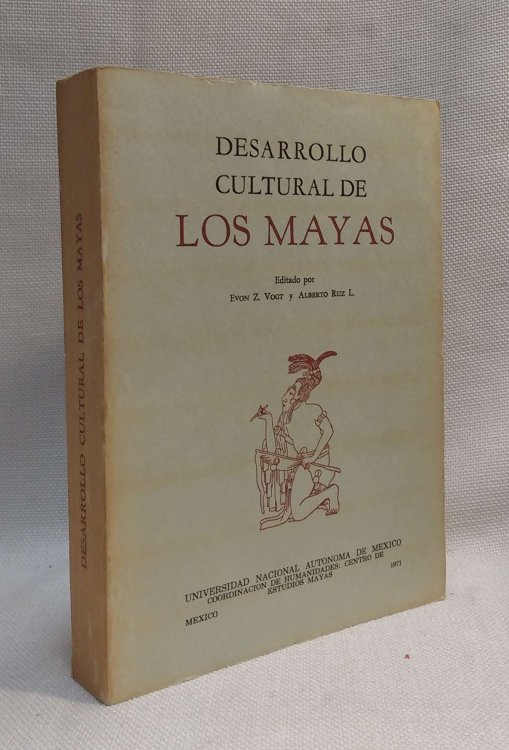 DESARROLLO CULTURAL DE LOS MAYAS
DESARROLLO
CULTURAL DE
LOS MAYAS
Editado por
EVON Z. VOGT y ALBERTO RUZ L.
UNIVERSIDAD NACIONAL AUTONOMA DE MEXICO
COORDINACION DE HUMANIDADES: CENTRO DE
ESTUDIOS MAYAS
MEXICO 1971